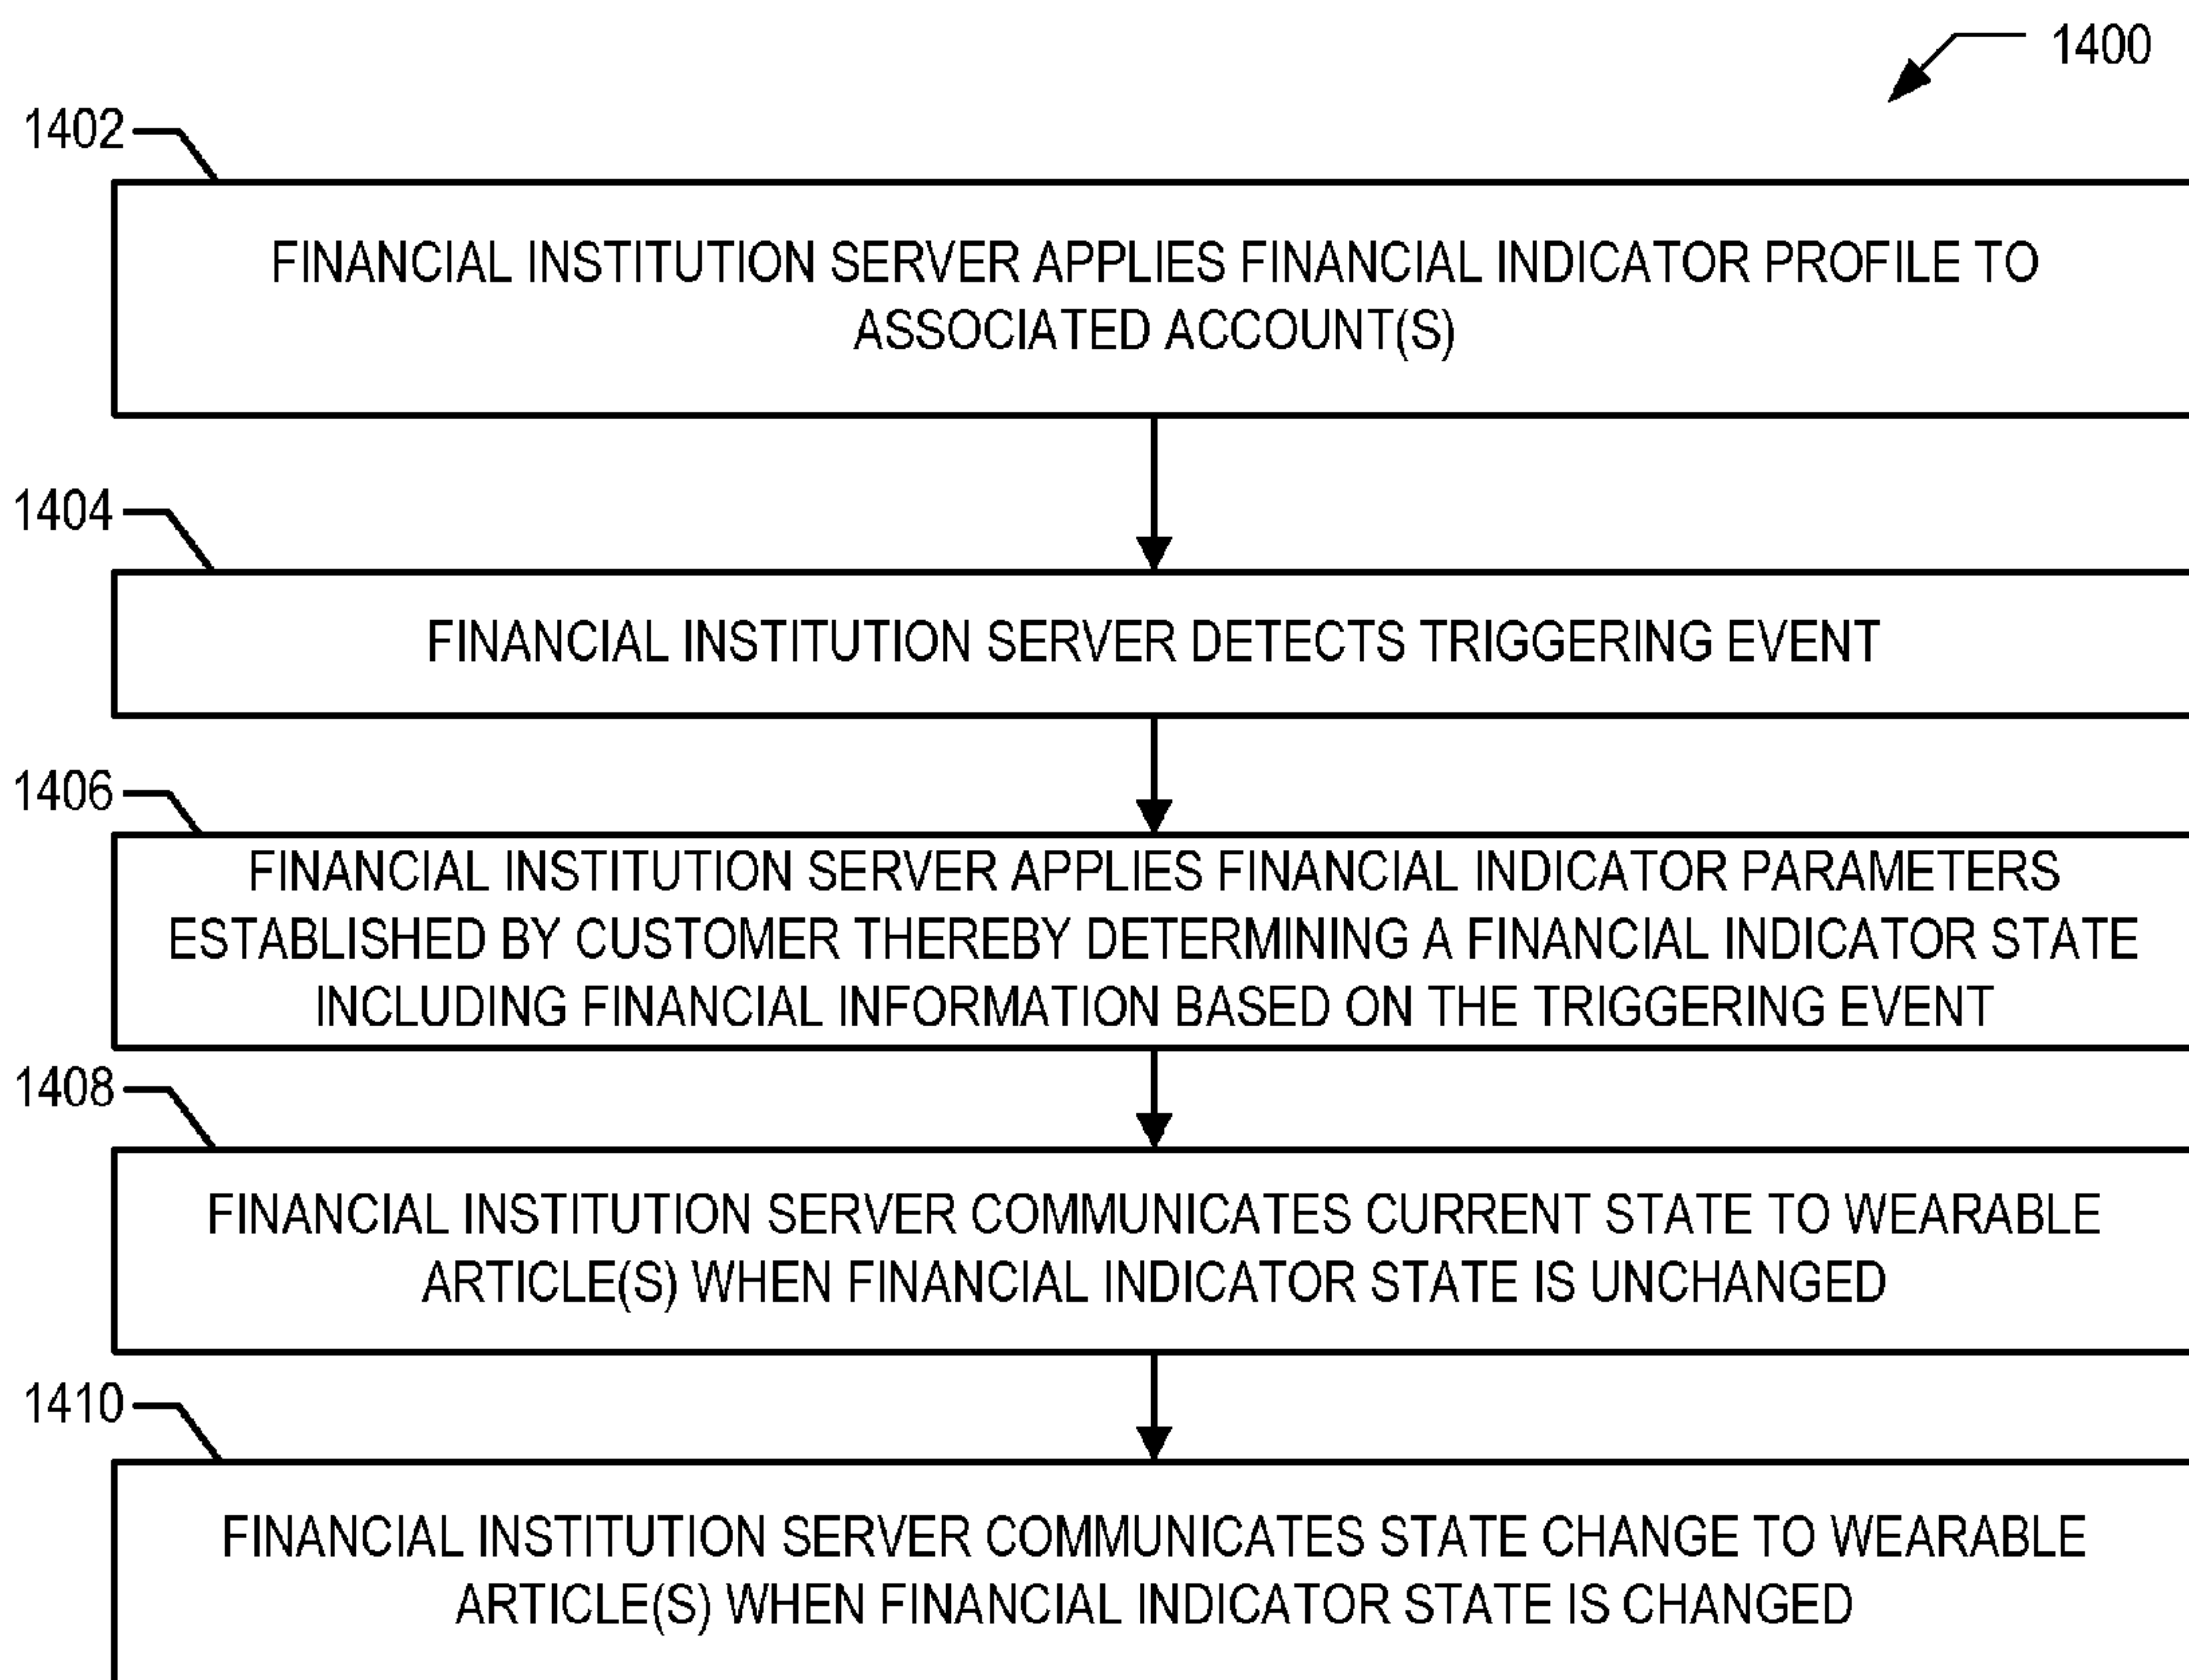 1400
1402
FINANCIAL INSTITUTION SERVER APPLIES FINANCIAL INDICATOR PROFILE TO
ASSOCIATED ACCOUNT(S)
1404
FINANCIAL INSTITUTION SERVER DETECTS TRIGGERING EVENT
1406
FINANCIAL INSTITUTION SERVER APPLIES FINANCIAL INDICATOR PARAMETERS
ESTABLISHED BY CUSTOMER THEREBY DETERMINING A FINANCIAL INDICATOR STATE
INCLUDING FINANCIAL INFORMATION BASED ON THE TRIGGERING EVENT
1408
FINANCIAL INSTITUTION SERVER COMMUNICATES CURRENT STATE TO WEARABLE
ARTICLE(S) WHEN FINANCIAL INDICATOR STATE IS UNCHANGED
1410
FINANCIAL INSTITUTION SERVER COMMUNICATES STATE CHANGE TO WEARABLE
ARTICLE(S) WHEN FINANCIAL INDICATOR STATE IS CHANGED